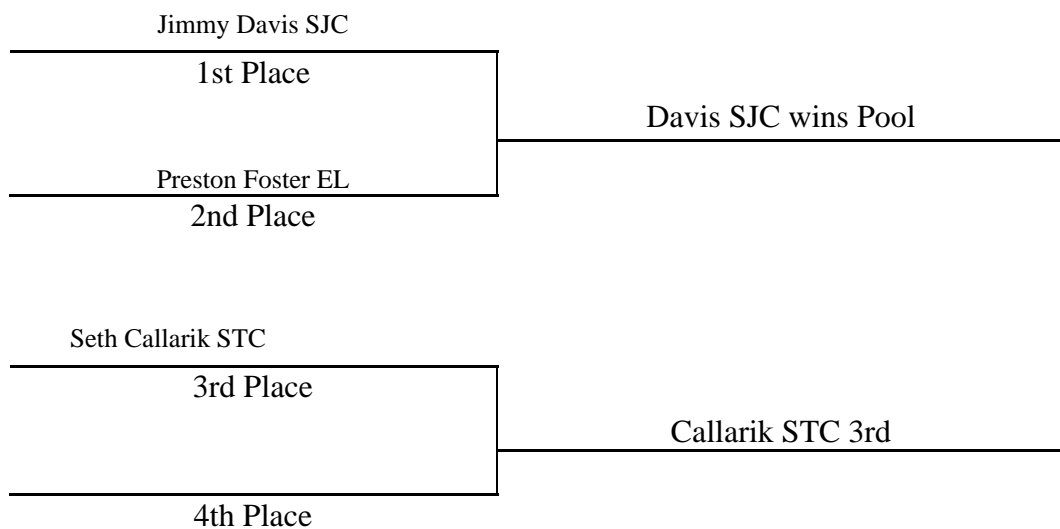 Jimmy Davis SJC
1st Place
Davis SJC wins Pool
Preston Foster EL
2nd Place
Seth Callarik STC
3rd Place
Callarik STC 3rd
4th Place